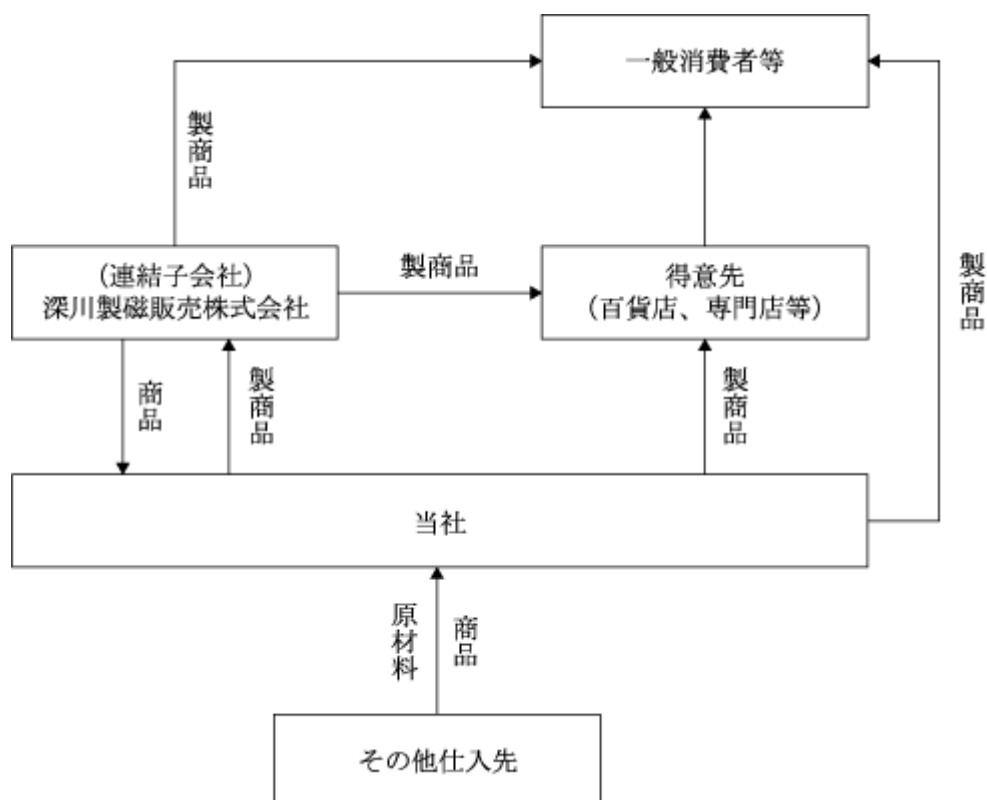 一般消費者等
製商品
(連結子会社)
深川製磁販売株式会社
製商品
得意先
(百貨店、専門店等)
製商品
商品
製商品
製商品
当社
原材料
商品
その他仕入先